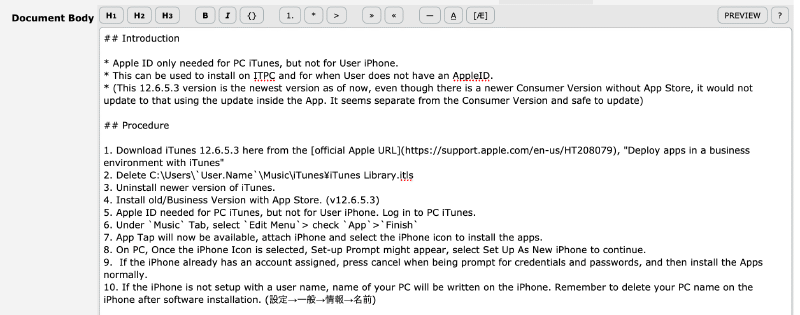 Document Body
H1 H2 H3 B I {} 1. * > » « — A [Æ] PREVIEW ?
## Introduction
* Apple ID only needed for PC iTunes, but not for User iPhone.
* This can be used to install on ITPC and for when User does not have an AppleID.
* (This 12.6.5.3 version is the newest version as of now, even though there is a newer Consumer Version without App Store, it would not
update to that using the update inside the App. It seems separate from the Consumer Version and safe to update)
## Procedure
1. Download iTunes 12.6.5.3 here from the [official Apple URL](https://support.apple.com/en-us/HT208079), "Deploy apps in a business
environment with iTunes"
2. Delete C:\Users\`User.Name`\Music\iTunes¥iTunes Library.itls
3. Uninstall newer version of iTunes.
4. Install old/Business Version with App Store. (v12.6.5.3)
5. Apple ID needed for PC iTunes, but not for User iPhone. Log in to PC iTunes.
6. Under `Music` Tab, select `Edit Menu`> check `App`>`Finish`
7. App Tap will now be available, attach iPhone and select the iPhone icon to install the apps.
8. On PC, Once the iPhone Icon is selected, Set-up Prompt might appear, select Set Up As New iPhone to continue.
9.  If the iPhone already has an account assigned, press cancel when being prompt for credentials and passwords, and then install the Apps
normally.
10. If the iPhone is not setup with a user name, name of your PC will be written on the iPhone. Remember to delete your PC name on the
iPhone after software installation. (設定→一般→情報→名前)